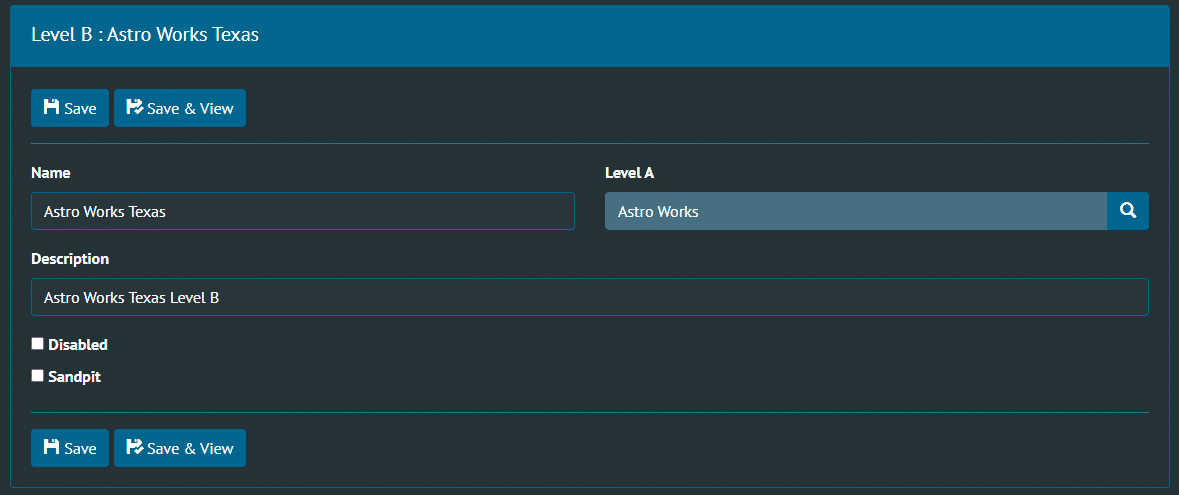 Level B : Astro Works Texas
Save Save & View
Name Level A
Astro Works Texas Astro Works
Description
Astro Works Texas Level B
Disabled
Sandpit
Save Save & View